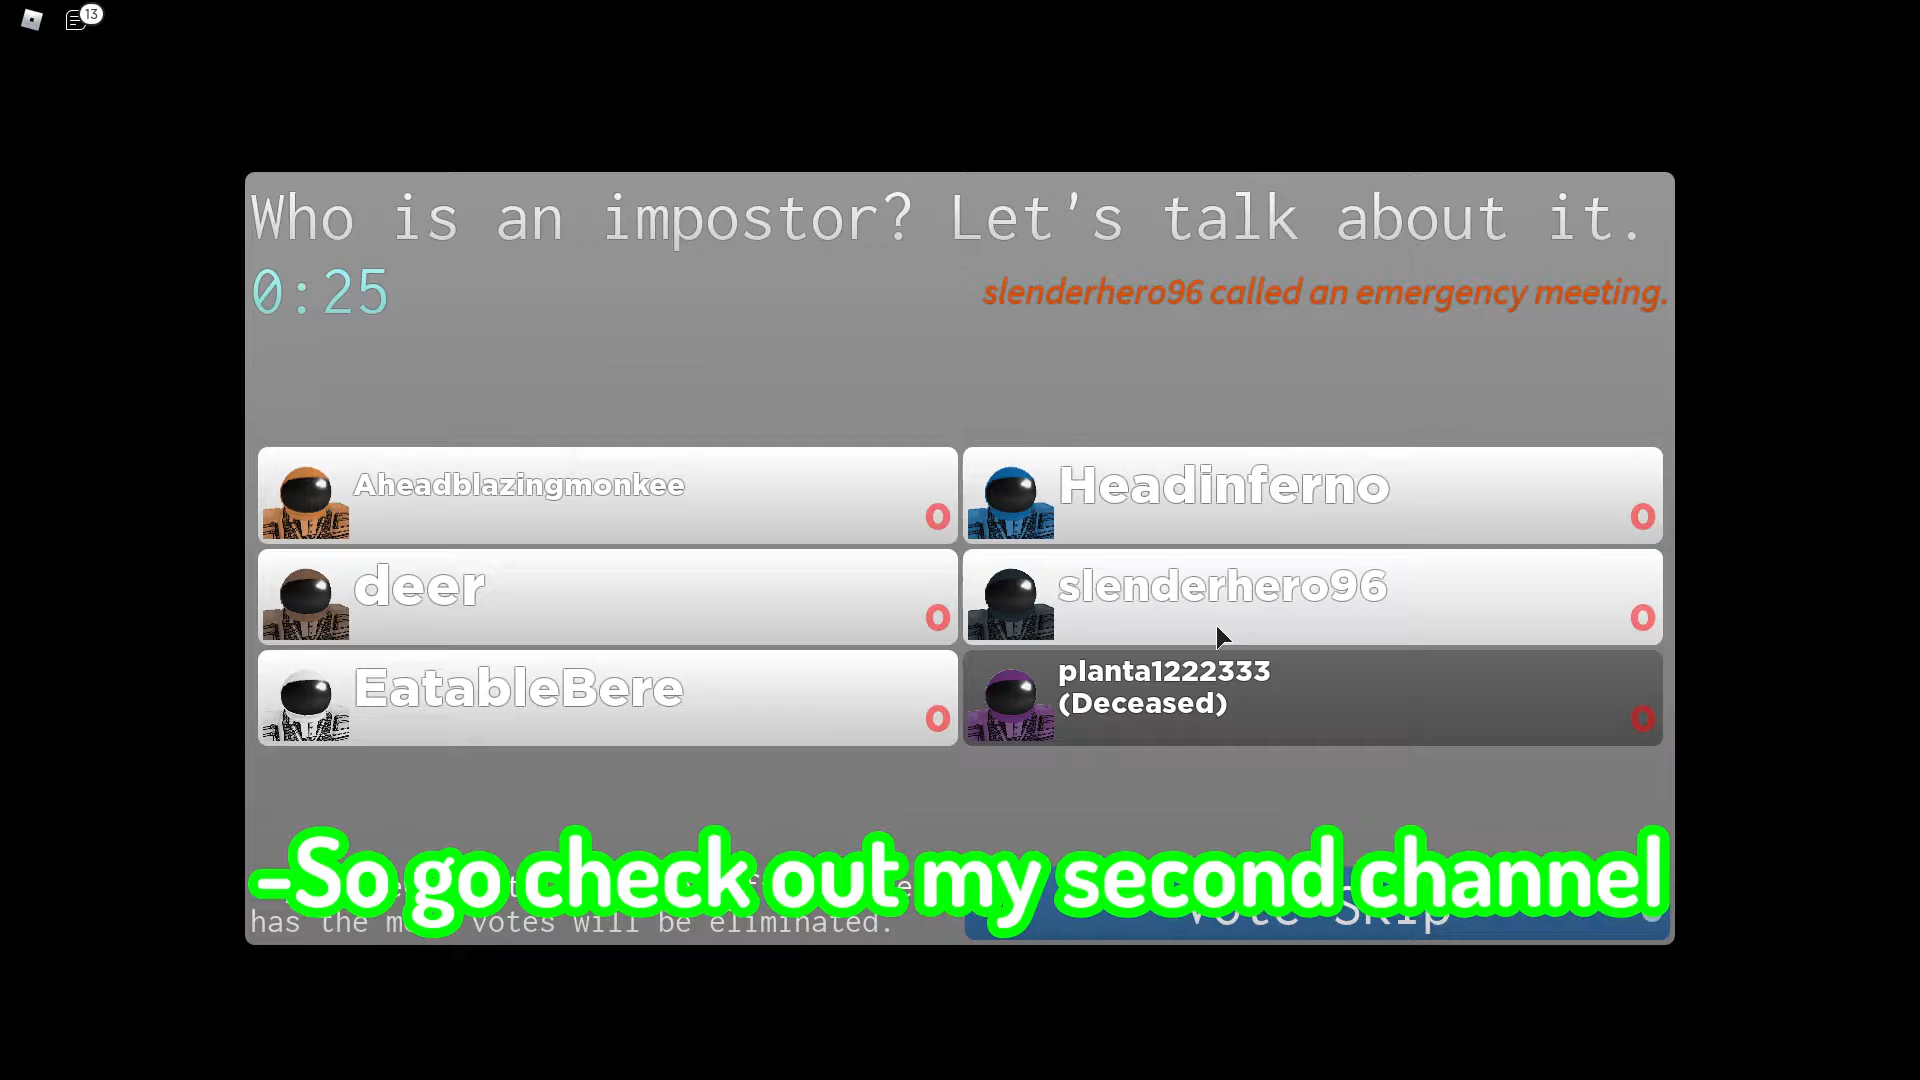 13
Who is an impostor? Let's talk about it.
0:25
slenderhero96 called an emergency meeting.
Aheadblazingmonkee
0
Headinferno
0
deer
0
slenderhero96
0
EatableBere
0
planta1222333
(Deceased)
0
-So go check out my second channel
has the votes will be eliminated.
Vote Skip